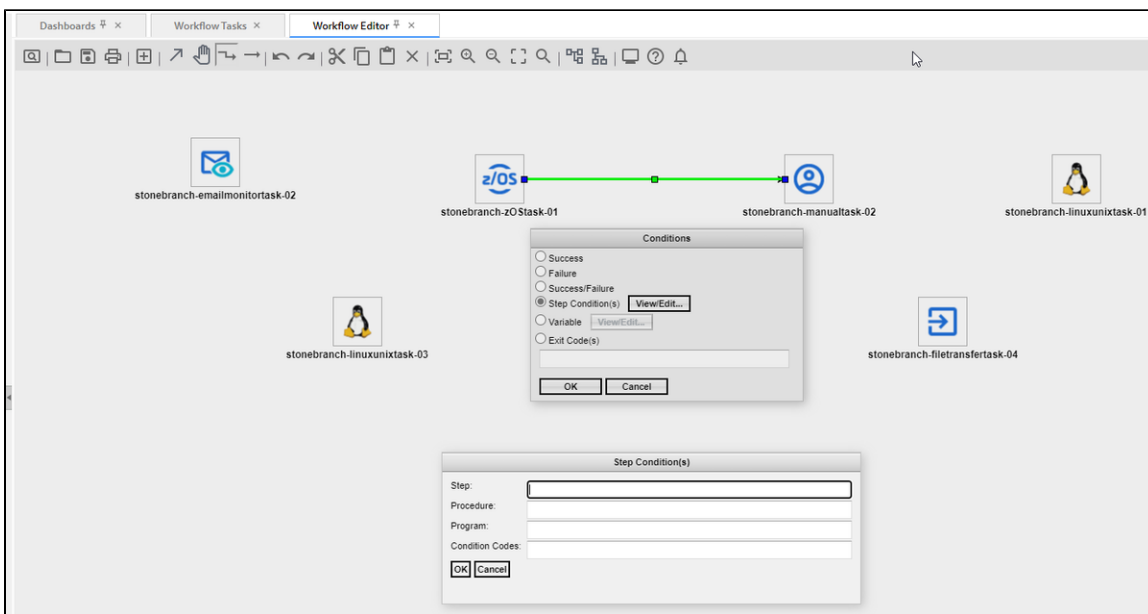 Dashboards
Workflow Tasks
Workflow Editor
stonebranch-emailmonitortask-02
z/OS
stonebranch-zOStask-01
stonebranch-manualtask-02
stonebranch-linuxunixtask-01
Conditions
Success
Failure
Success/Failure
Step Condition(s) View/Edit...
Variable View/Edit...
Exit Code(s)
OK Cancel
stonebranch-linuxunixtask-03
stonebranch-filetransfertask-04
Step Condition(s)
Step:
Procedure:
Program:
Condition Codes:
OK Cancel